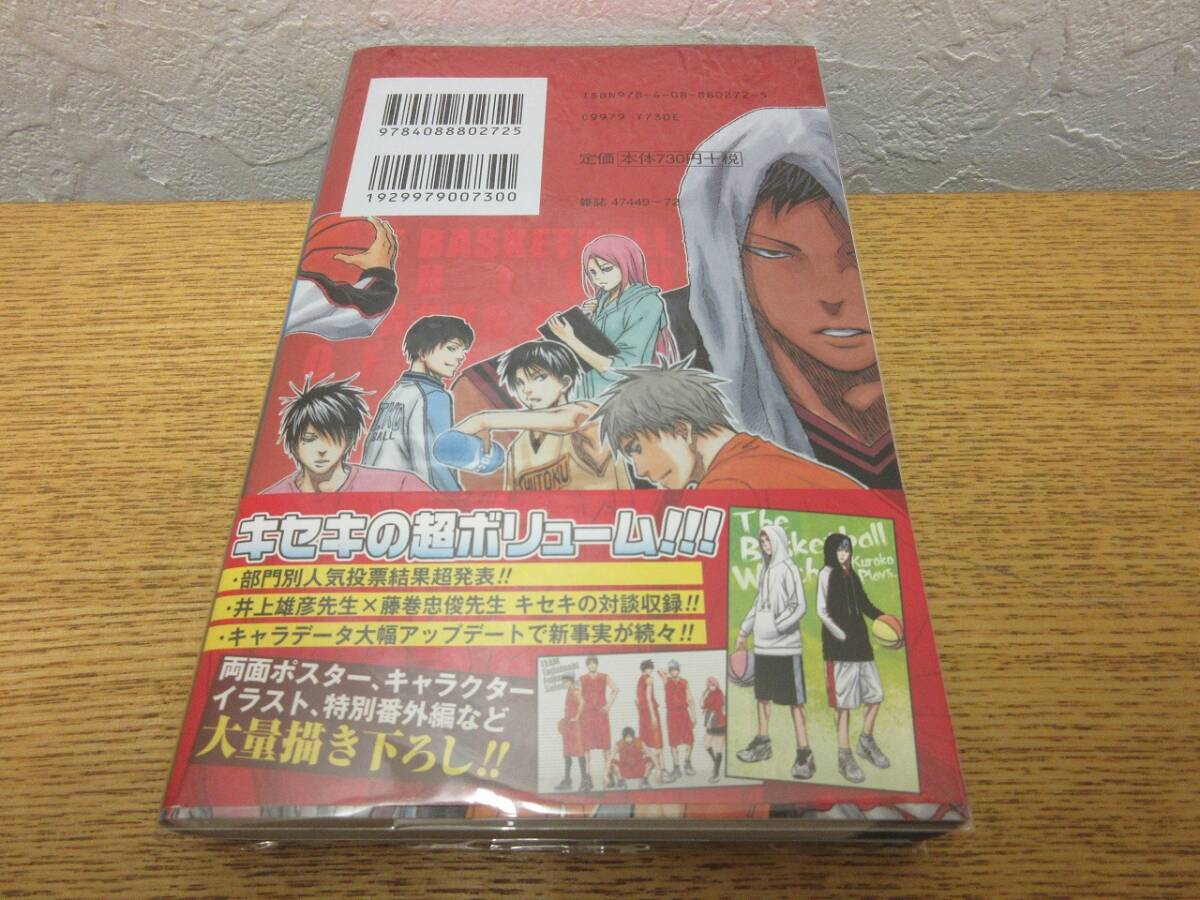 ISBN978-4-08-880272-5
C9979 ¥730E
定価 本体730円+税
雑誌 47449-72
9784088802725
1929979007300
BASKETBALL
BALL
SHUTOKU
キセキの超ボリューム!!!
・部門別人気投票結果超発表!!
・井上雄彦先生×藤巻忠俊先生 キセキの対談収録!!
・キャラデータ大幅アップデートで新事実が続々!!
両面ポスター、キャラクター
イラスト、特別番外編など
大量描き下ろし!!
The
Basketball
Kuroko
Plays.
TEAM